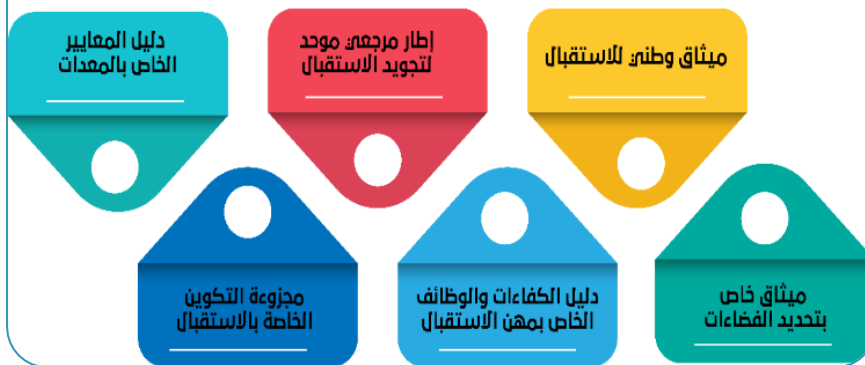 ميثاق وطني للاستقبال
إطار مرجعي موحد
لتجويد الاستقبال
دليل المعايير
الخاص بالمعدات
ميثاق خاص
بتحديد الفضاءات
دليل الكفاءات والوظائف
الخاص بمهن الاستقبال
مجزوءة التكوين
الخاصة بالاستقبال